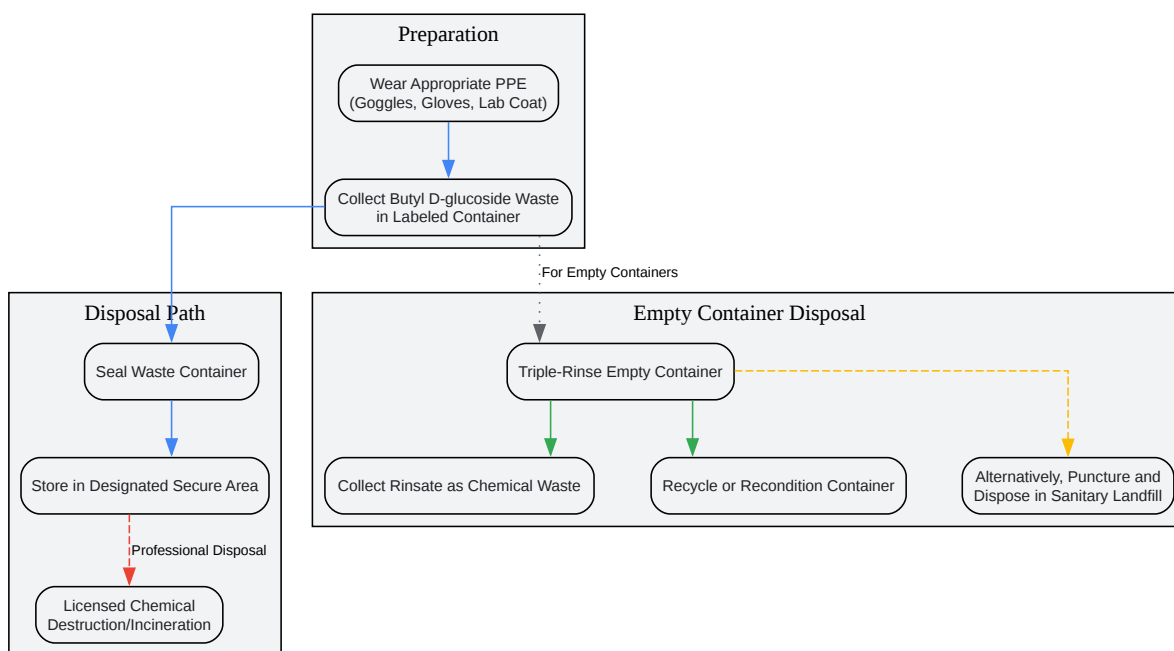 Preparation
Wear Appropriate PPE
(Goggles, Gloves, Lab Coat)
Collect Butyl D-glucoside Waste
in Labeled Container
For Empty Containers
Disposal Path
Seal Waste Container
Store in Designated Secure Area
Professional Disposal
Licensed Chemical
Destruction/Incineration
Empty Container Disposal
Triple-Rinse Empty Container
Collect Rinsate as Chemical Waste
Recycle or Recondition Container
Alternatively, Puncture and
Dispose in Sanitary Landfill